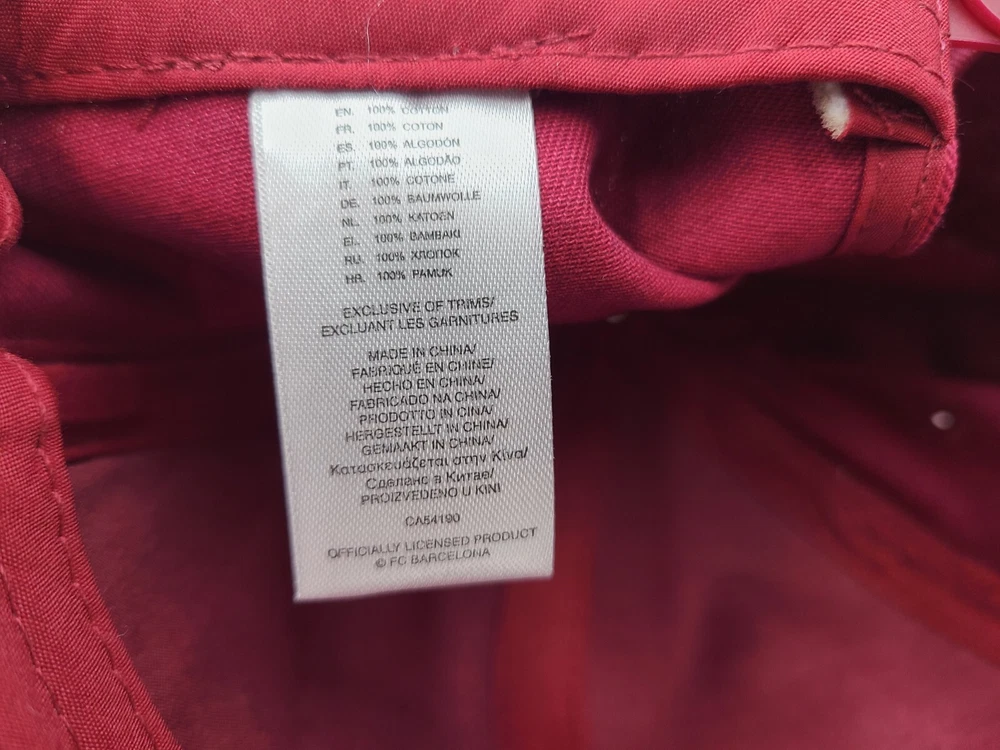 EN. 100% COTTON
FR. 100% COTON
ES. 100% ALGODÓN
PT. 100% ALGODÃO
IT. 100% COTONE
DE. 100% BAUMWOLLE
NL. 100% KATOEN
EL. 100% BAMBAKI
RU. 100% ХЛОПОК
HR. 100% PAMUK
EXCLUSIVE OF TRIMS/
EXCLUANT LES GARNITURES
MADE IN CHINA/
FABRIQUÉ EN CHINE/
HECHO EN CHINA/
FABRICADO NA CHINA/
PRODOTTO IN CINA/
HERGESTELLT IN CHINA/
GEMAAKT IN CHINA/
Κατασκευάζεται στην Κίνα/
Сделано в Китае/
PROIZVEDENO U KINI
CA54190
OFFICIALLY LICENSED PRODUCT
© FC BARCELONA